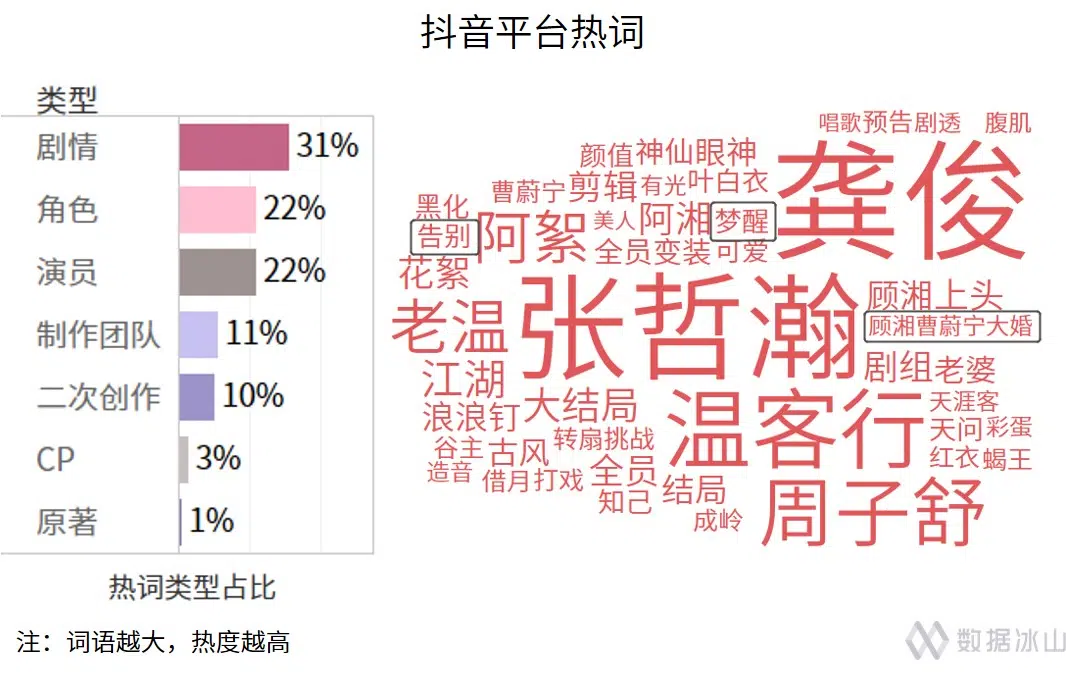 抖音平台热词
类型
剧情 31%
角色 22%
演员 22%
制作团队 11%
二次创作 10%
CP 3%
原著 1%
热词类型占比
唱歌 预告 剧透 腹肌
颜值 神仙 眼神
曹蔚宁 剪辑 有光 叶白衣
龚俊
黑化
阿絮 美人 阿湘 梦醒
告别
全员变装 可爱
花絮
张哲瀚
顾湘 上头
老温
顾湘曹蔚宁大婚
剧组 老婆
江湖
温客行
大结局
天涯客
浪浪钉
天问 彩蛋
转扇挑战
谷主 古风
红衣 蝎王
造音 借月 打戏 全员
周子舒
知己 结局
成岭
注：词语越大，热度越高
数据冰山